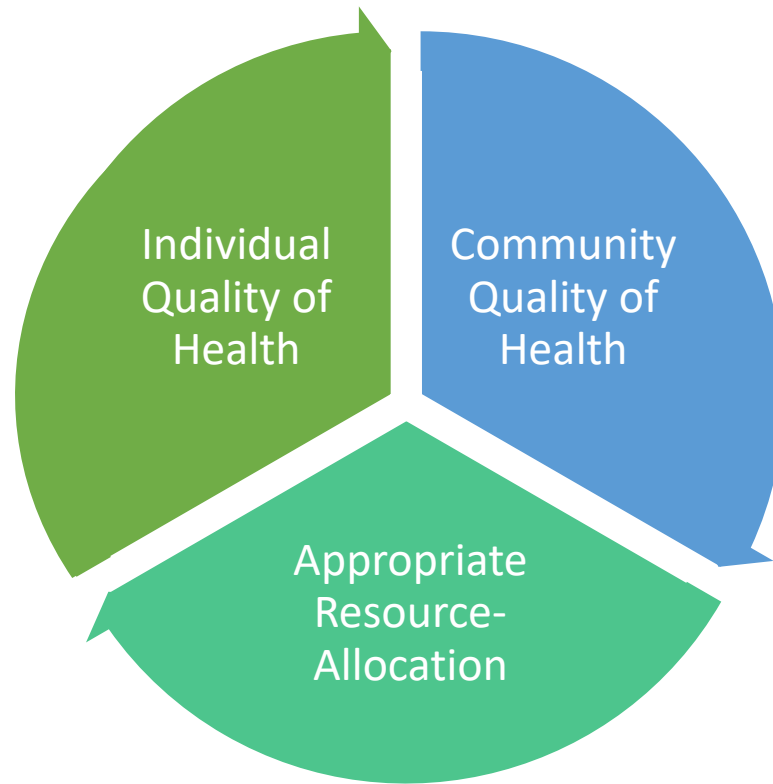 Individual
Quality of
Health
Community
Quality of
Health
Appropriate
Resource-
Allocation